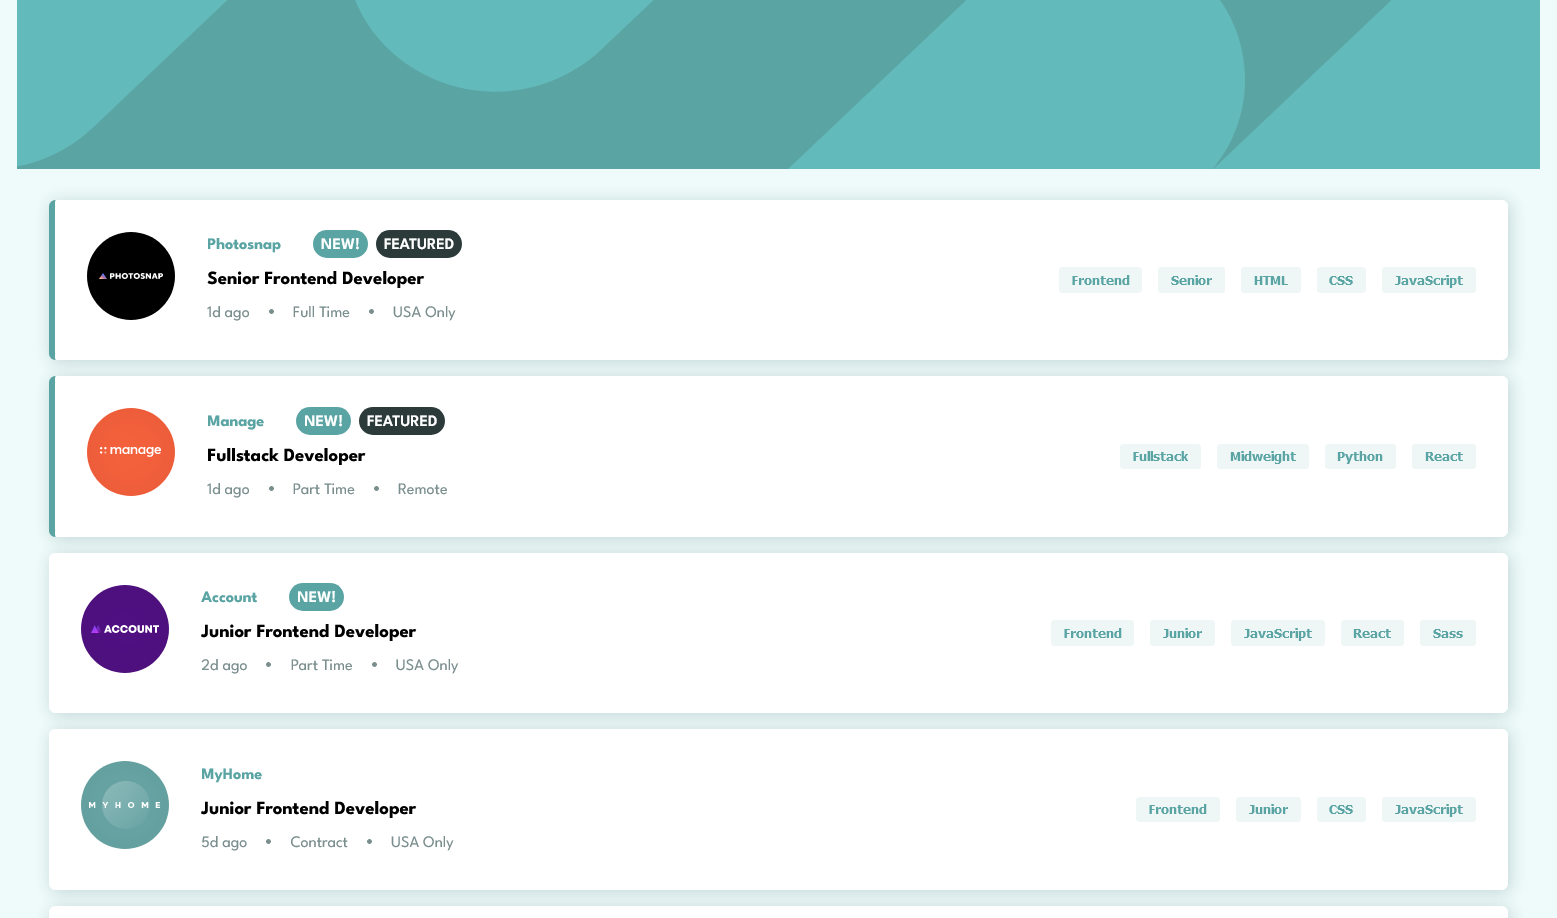 PHOTOSNAP
Photosnap NEW! FEATURED
Senior Frontend Developer
1d ago • Full Time • USA Only
Frontend Senior HTML CSS JavaScript
manage
Manage NEW! FEATURED
Fullstack Developer
1d ago • Part Time • Remote
Fullstack Midweight Python React
ACCOUNT
Account NEW!
Junior Frontend Developer
2d ago • Part Time • USA Only
Frontend Junior JavaScript React Sass
MYHOME
MyHome
Junior Frontend Developer
5d ago • Contract • USA Only
Frontend Junior CSS JavaScript